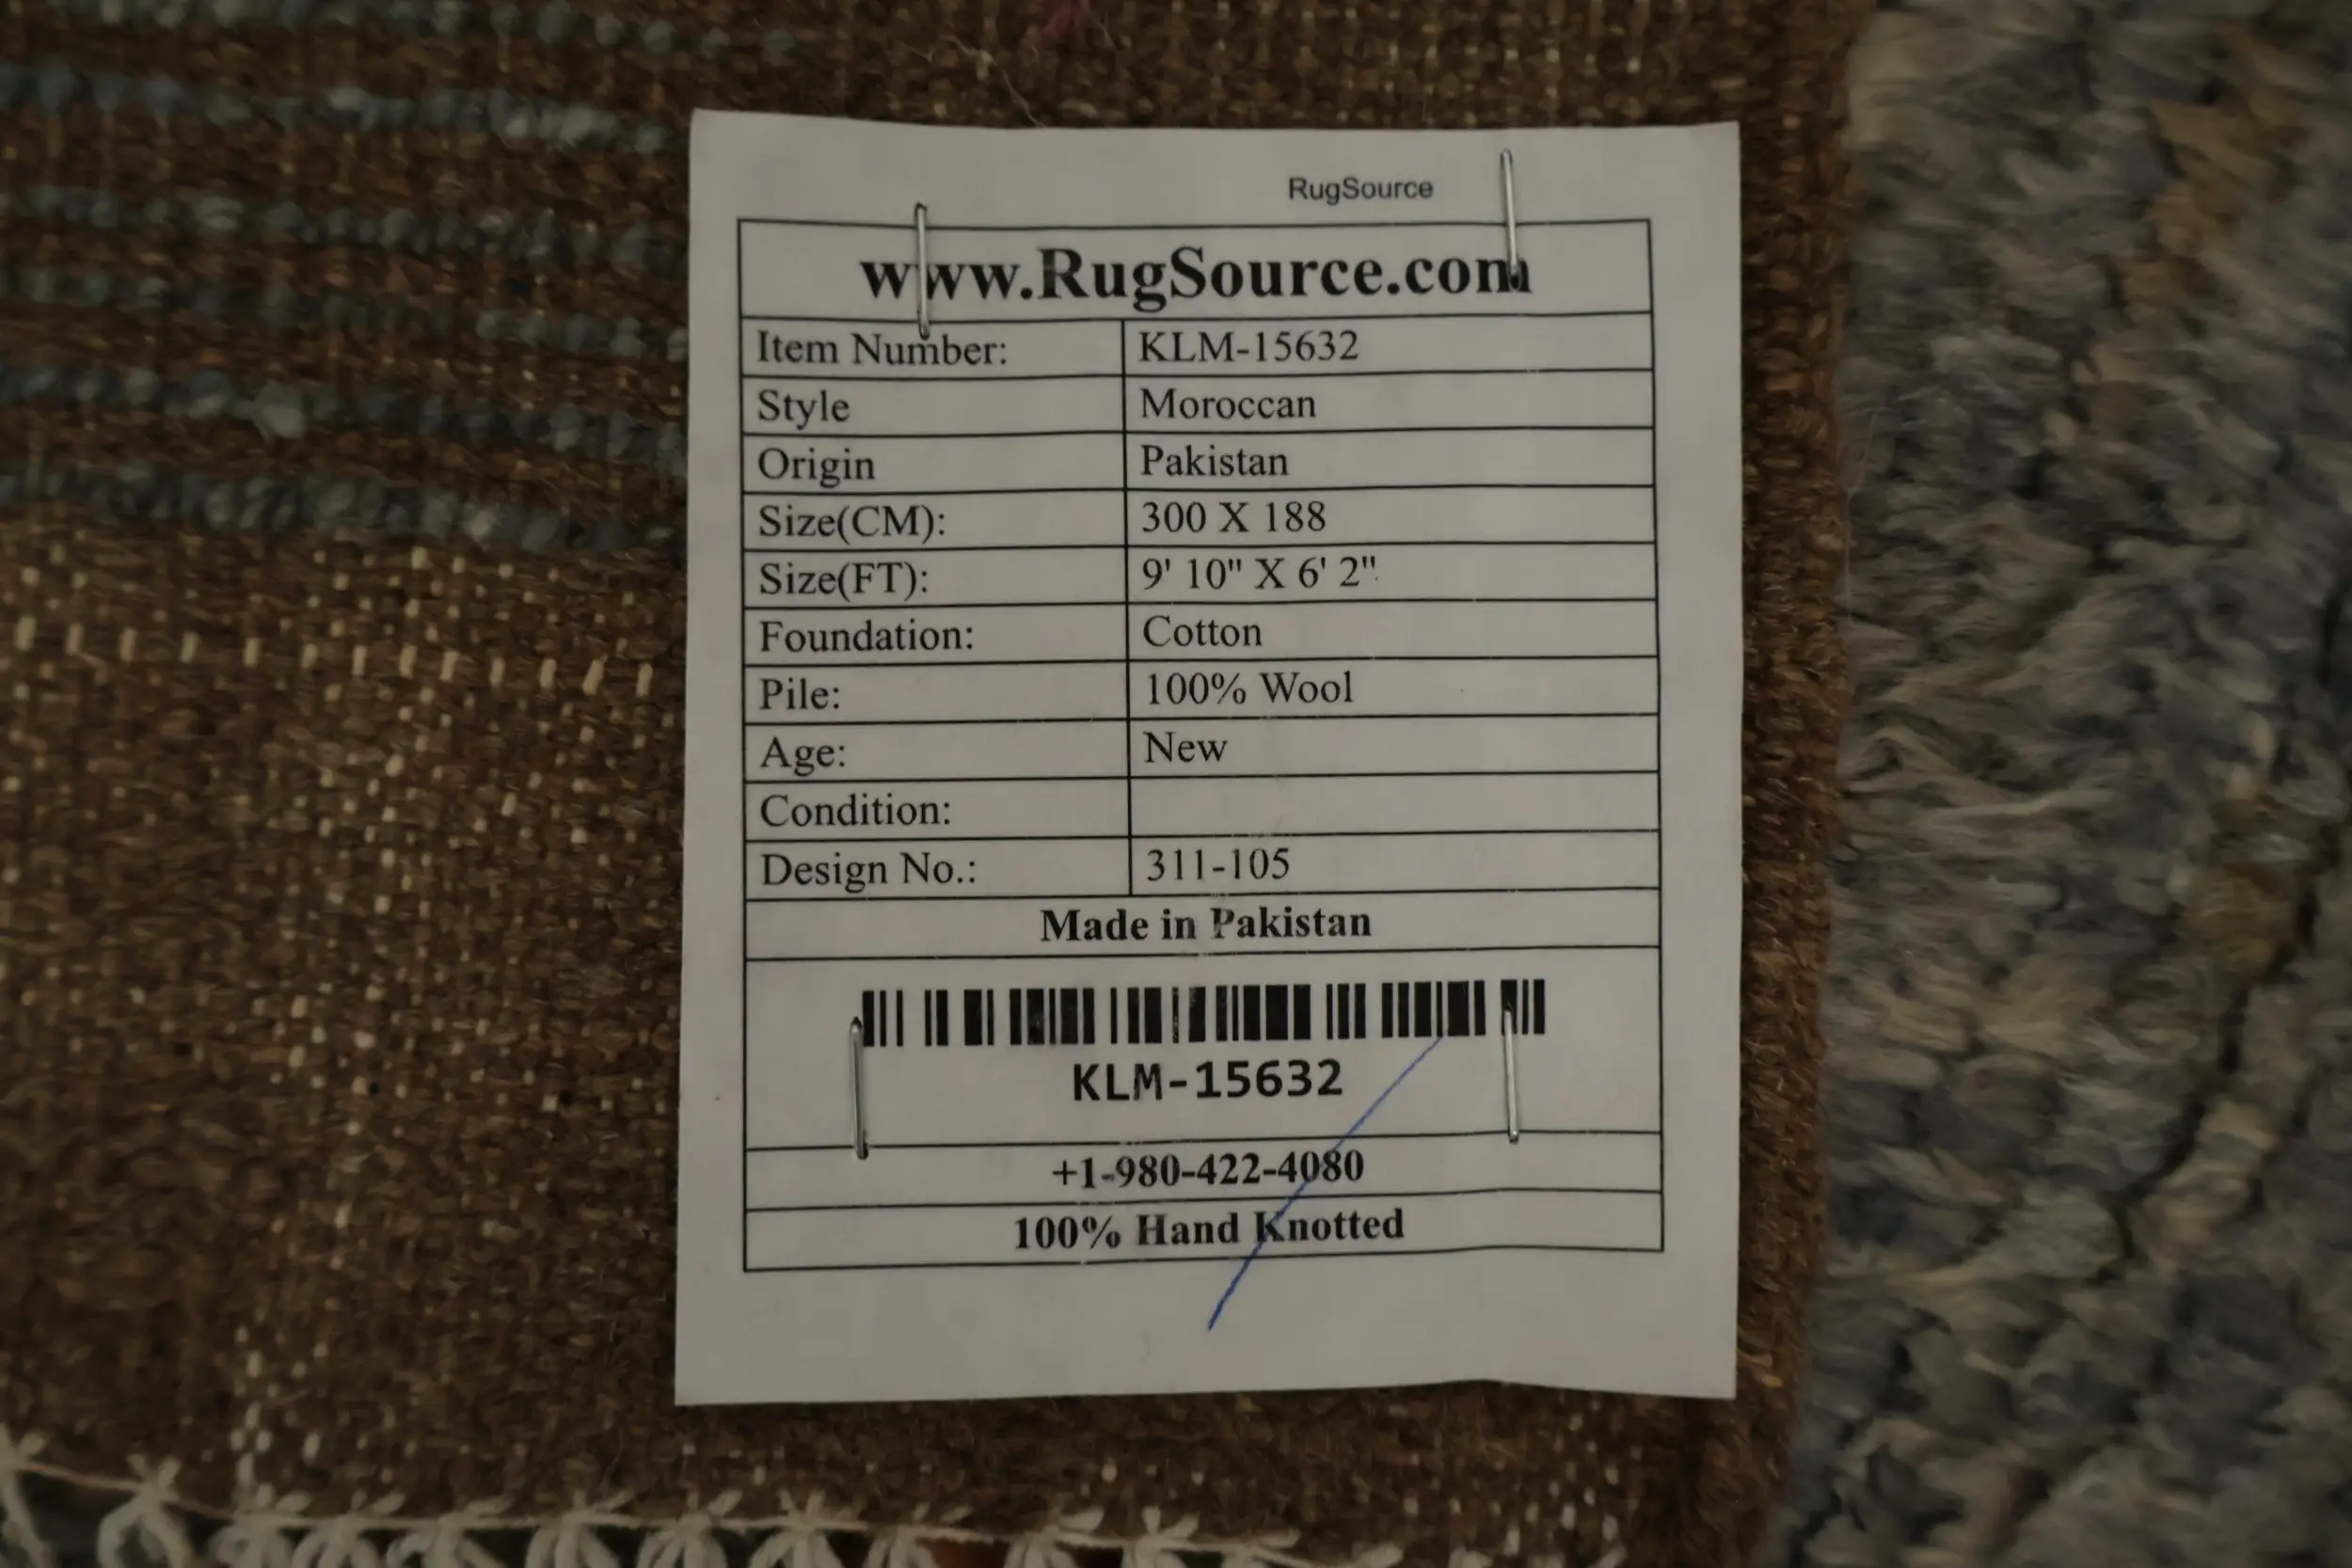 RugSource
www.RugSource.com
Item Number: KLM-15632
Style Moroccan
Origin Pakistan
Size(CM): 300 X 188
Size(FT): 9' 10" X 6' 2"
Foundation: Cotton
Pile: 100% Wool
Age: New
Condition:
Design No.: 311-105
Made in Pakistan
KLM-15632
+1-980-422-4080
100% Hand Knotted